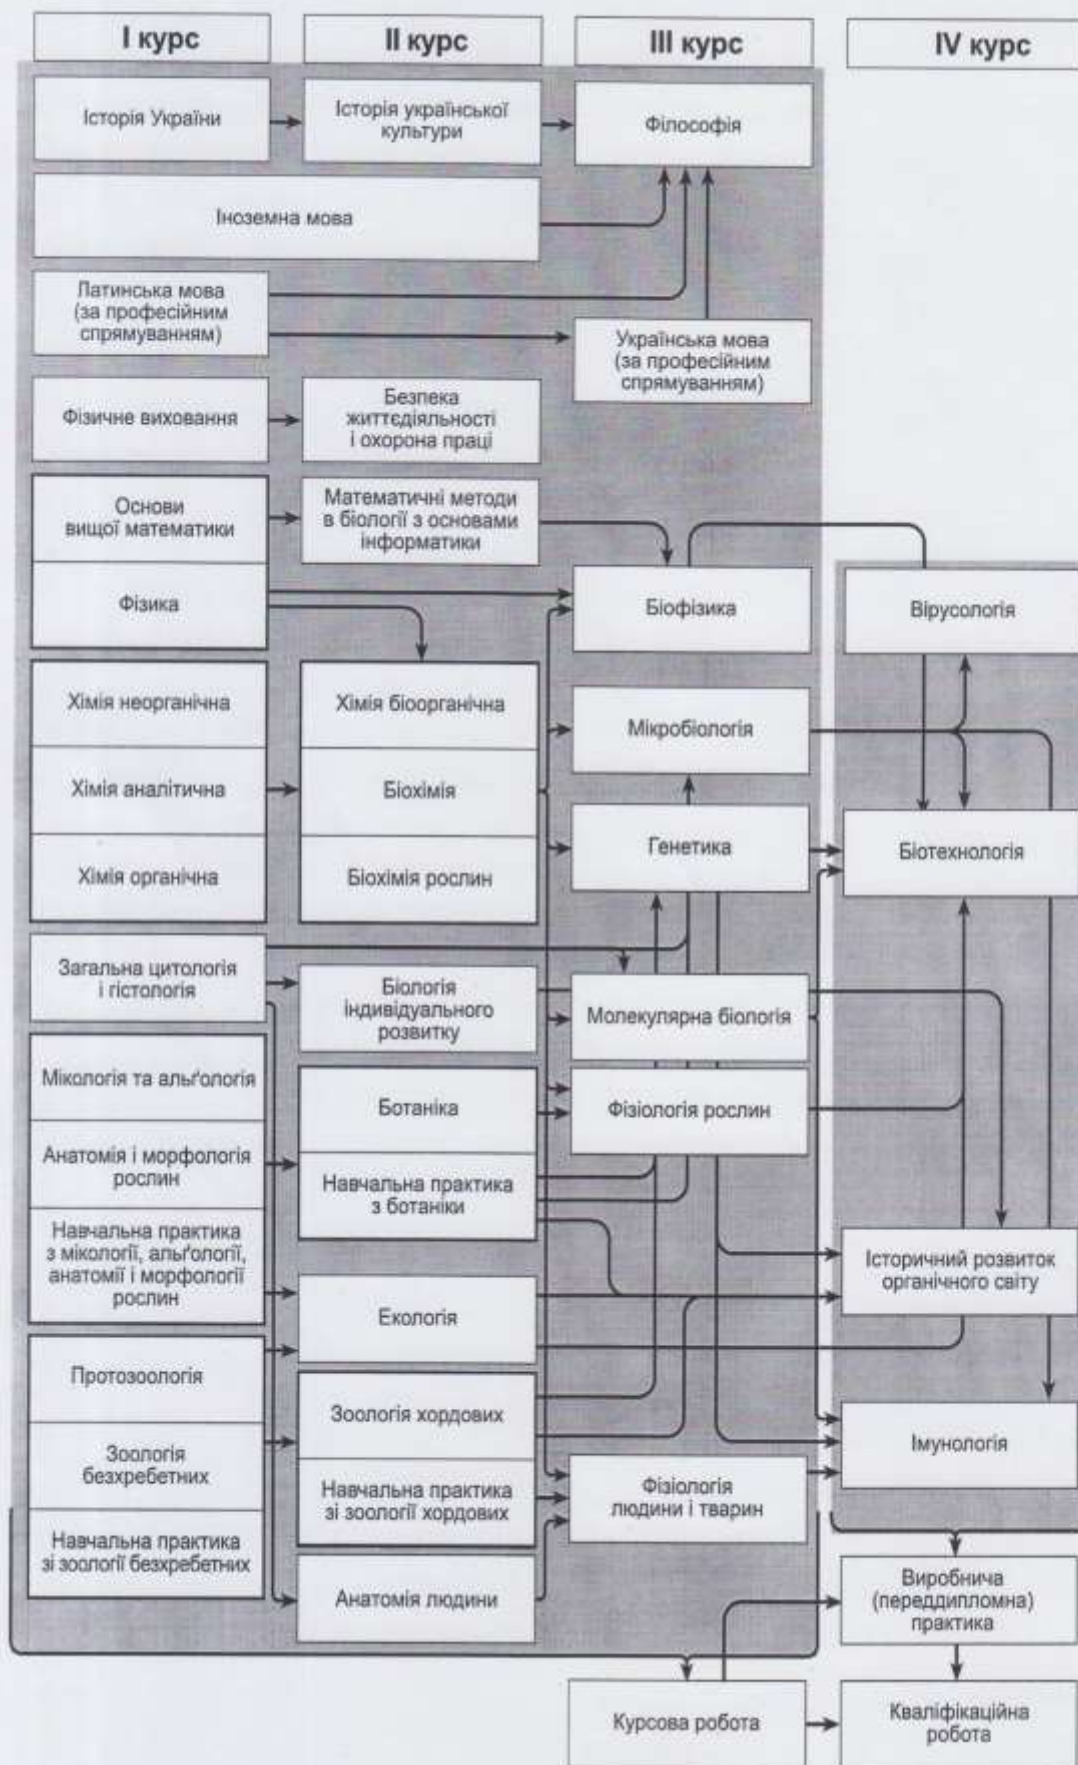 I курс
II курс
III курс
IV курс
Історія України
Історія української
культури
Філософія
Іноземна мова
Латинська мова
(за професійним
спрямуванням)
Українська мова
(за професійним
спрямуванням)
Фізичне виховання
Безпека
життєдіяльності
і охорона праці
Основи
вищої математики
Математичні методи
в біології з основами
інформатики
Фізика
Біофізика
Вірусологія
Хімія неорганічна
Хімія біоорганічна
Мікробіологія
Хімія аналітична
Біохімія
Генетика
Біотехнологія
Хімія органічна
Біохімія рослин
Загальна цитологія
і гістологія
Біологія
індивідуального
розвитку
Молекулярна біологія
Мікологія та альґологія
Ботаніка
Фізіологія рослин
Анатомія і морфологія
рослин
Навчальна практика
з ботаніки
Навчальна практика
з мікології, альґології,
анатомії і морфології
рослин
Історичний розвиток
органічного світу
Екологія
Протозоологія
Зоологія хордових
Імунологія
Зоологія
безхребетних
Навчальна практика
зі зоології хордових
Фізіологія
людини і тварин
Навчальна практика
зі зоології безхребетних
Анатомія людини
Виробнича
(переддипломна)
практика
Курсова робота
Кваліфікаційна
робота